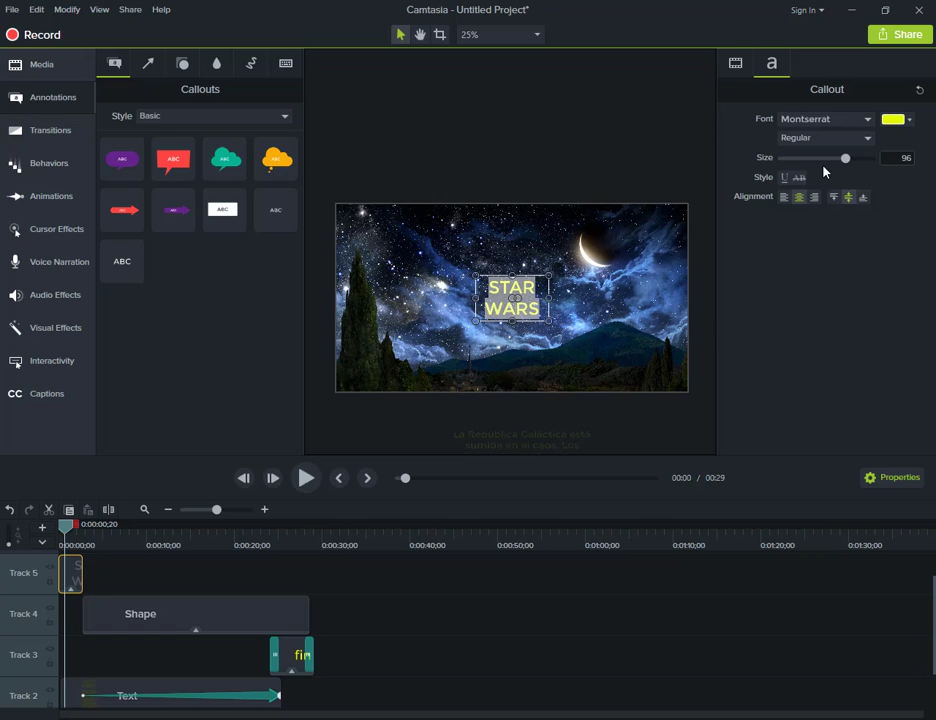 File Edit Modify View Share Help
Camtasia - Untitled Project*
Sign In
Record
25%
Share
Media
Annotations
Transitions
Behaviors
Animations
Cursor Effects
Voice Narration
Audio Effects
Visual Effects
Interactivity
CC Captions
Callouts
Style Basic
ABC ABC ABC ABC
ABC ABC ABC ABC
ABC
STAR
WARS
La República Galáctica está
sumida en el caos. Los
a
Callout
Font Montserrat
Regular
Size 96
Style U AB
Alignment
00:00 / 00:29
Properties
0:00:00;20
0:00:00;00 0:00:10;00 0:00:20;00 0:00:30;00 0:00:40;00 0:00:50;00 0:01:00;00 0:01:10;00 0:01:20;00 0:01:30;00
Track 5
S
W
Track 4 Shape
Track 3 fin
Track 2 Text